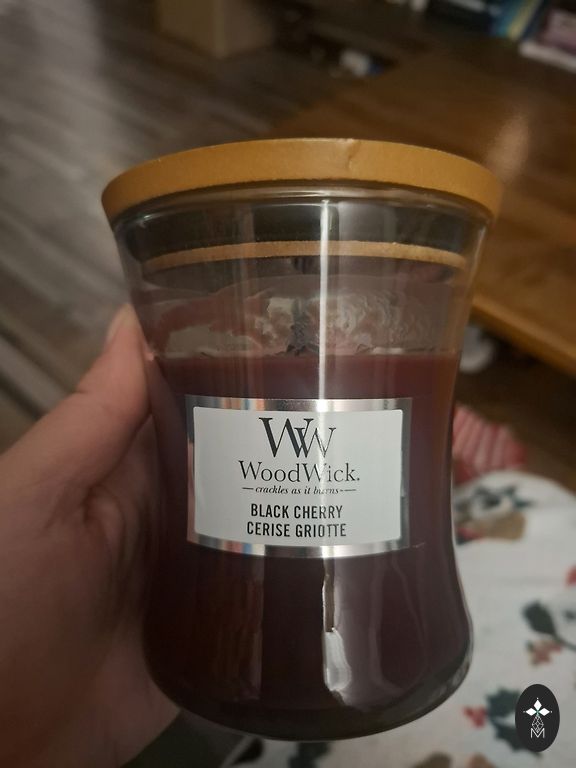 WW
WoodWick.
crackles as it burns
BLACK CHERRY
CERISE GRIOTTE
M